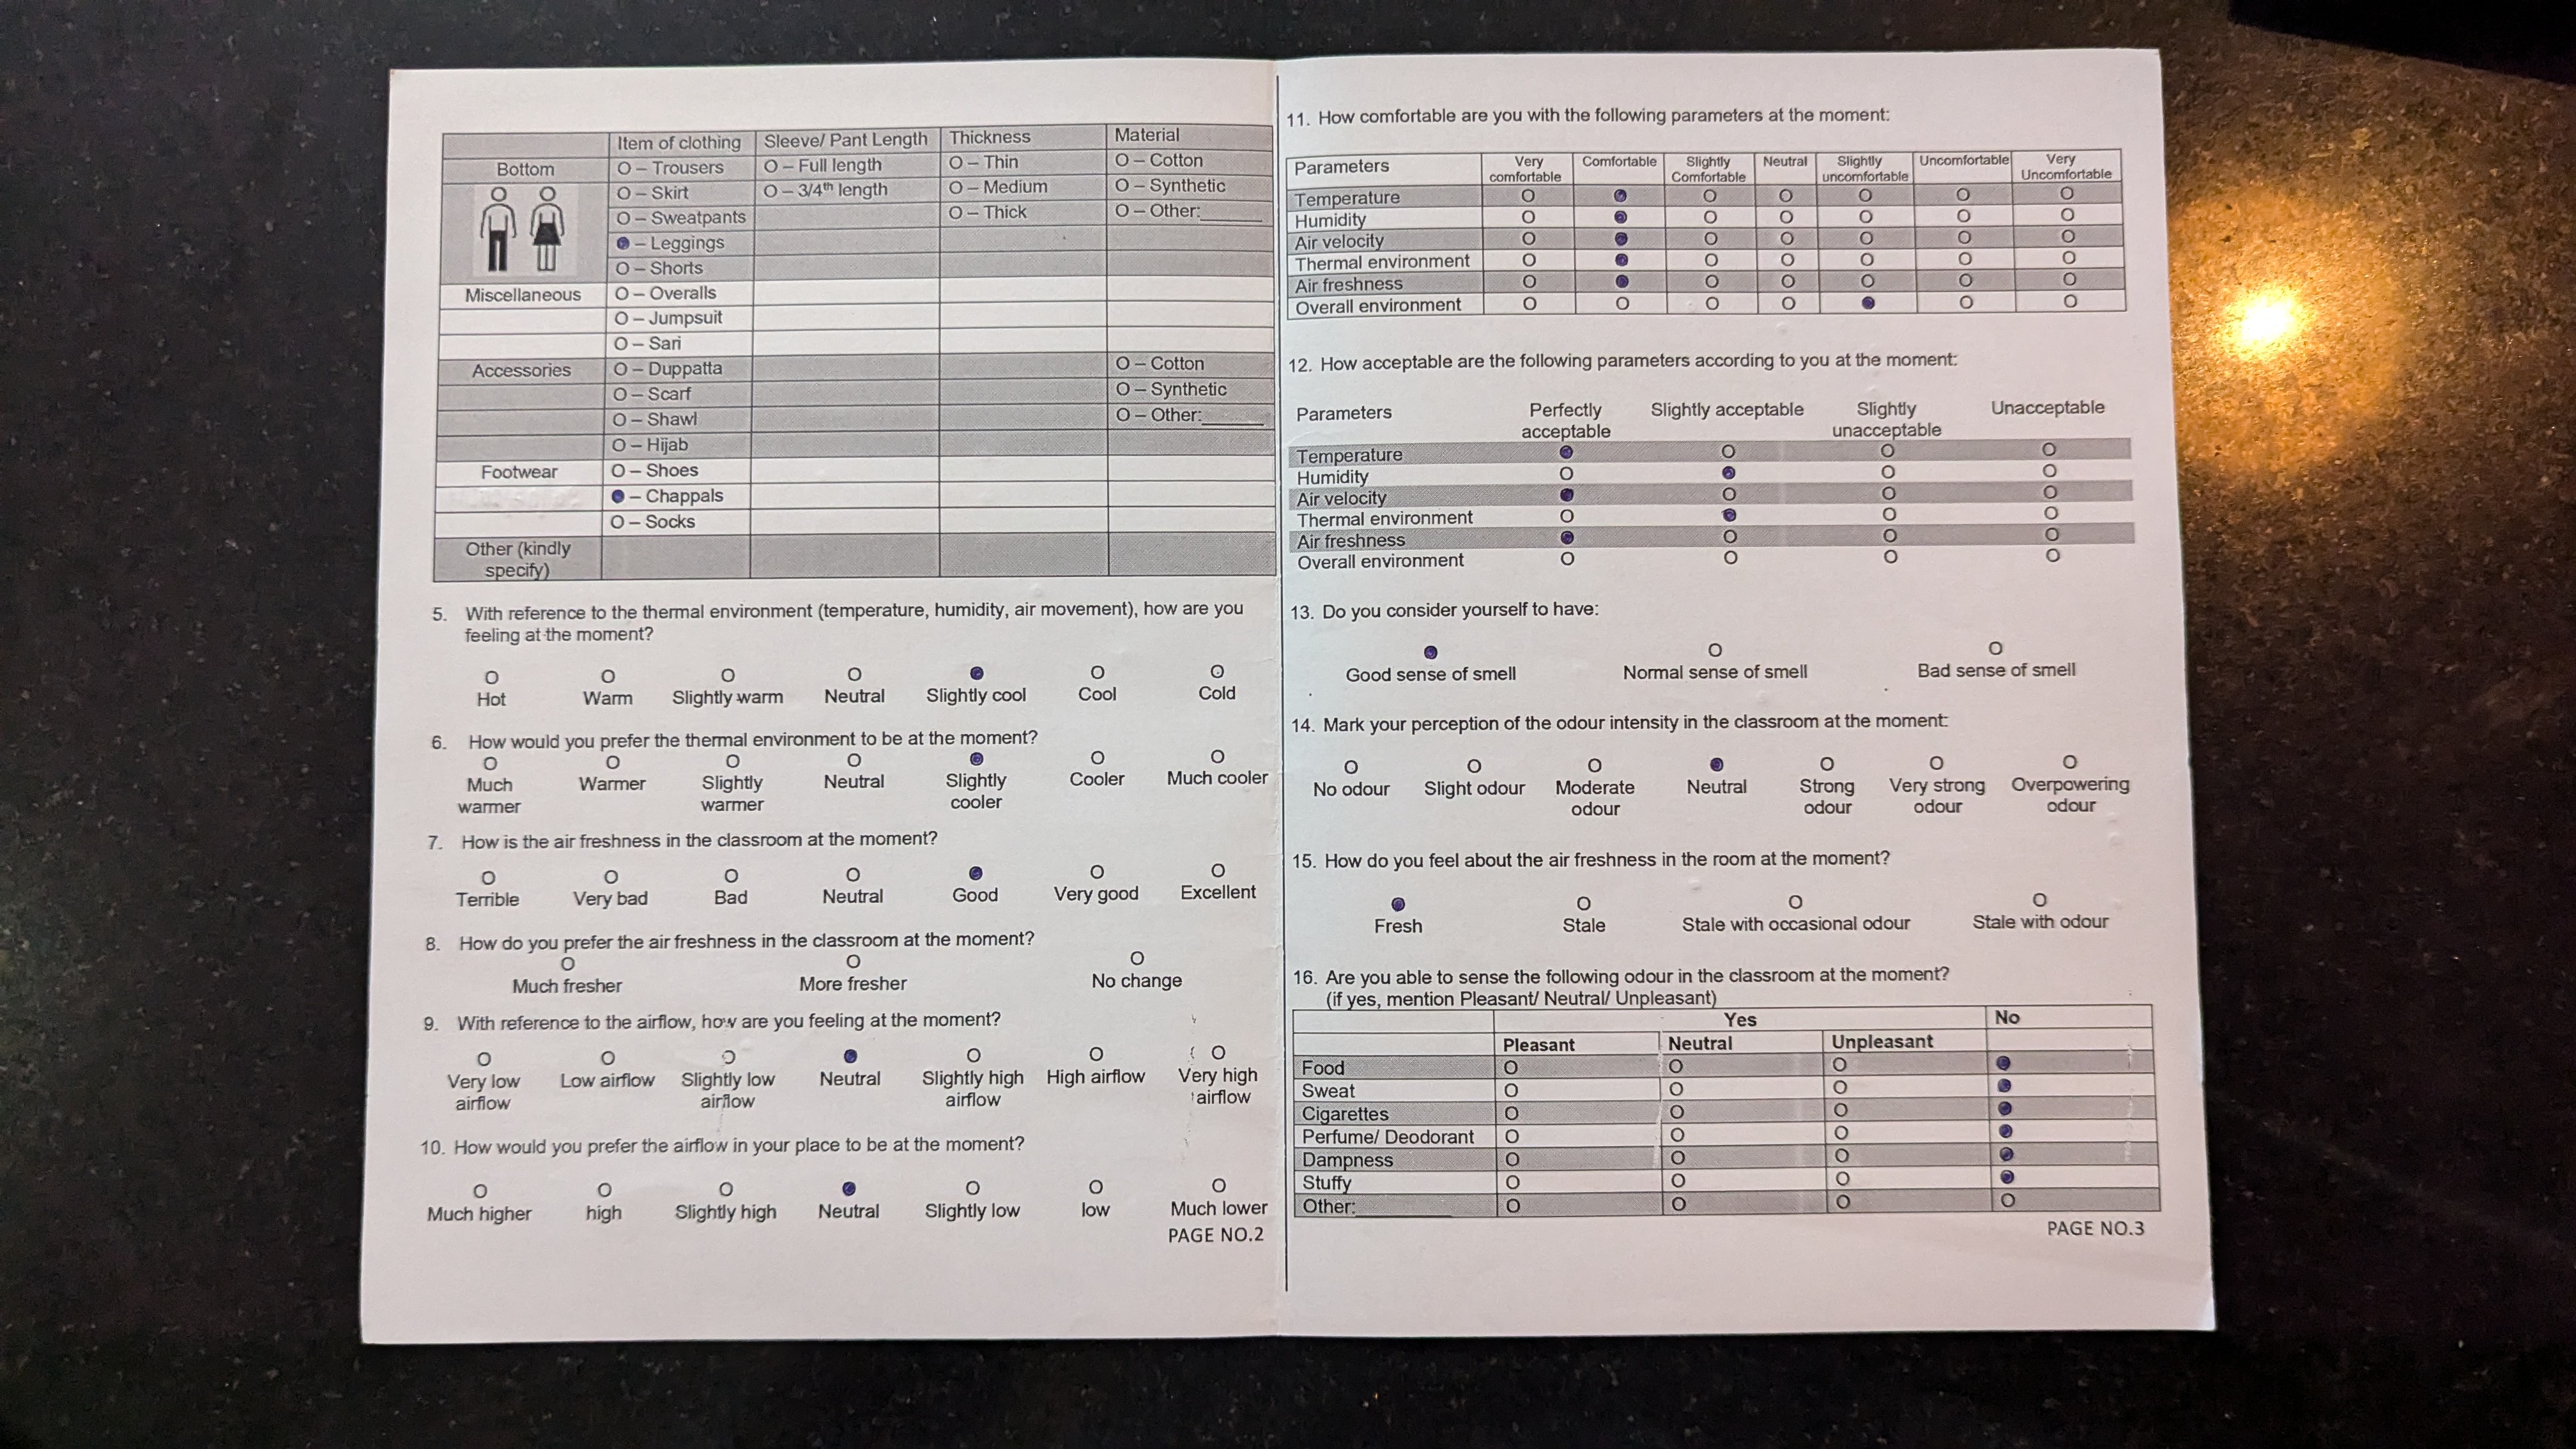 Item of clothing Sleeve/ Pant Length Thickness Material
Bottom O – Trousers O – Full length O – Thin O – Cotton
O – Skirt O – 3/4th length O – Medium O – Synthetic
O – Sweatpants O – Thick O – Other:______
● – Leggings
O – Shorts
Miscellaneous O – Overalls
O – Jumpsuit
O – Sari
Accessories O – Duppatta O – Cotton
O – Scarf O – Synthetic
O – Shawl O – Other:______
O – Hijab
Footwear O – Shoes
● – Chappals
O – Socks
Other (kindly
specify)
5. With reference to the thermal environment (temperature, humidity, air movement), how are you
feeling at the moment?
O O O O ● O O
Hot Warm Slightly warm Neutral Slightly cool Cool Cold
6. How would you prefer the thermal environment to be at the moment?
O O O O ● O O
Much Warmer Slightly Neutral Slightly Cooler Much cooler
warmer warmer cooler
7. How is the air freshness in the classroom at the moment?
O O O O ● O O
Terrible Very bad Bad Neutral Good Very good Excellent
8. How do you prefer the air freshness in the classroom at the moment?
O O O
Much fresher More fresher No change
9. With reference to the airflow, how are you feeling at the moment?
O O O ● O O O
Very low Low airflow Slightly low Neutral Slightly high High airflow Very high
airflow airflow airflow airflow
10. How would you prefer the airflow in your place to be at the moment?
O O O ● O O O
Much higher high Slightly high Neutral Slightly low low Much lower
PAGE NO.2
11. How comfortable are you with the following parameters at the moment:
Parameters Very Comfortable Slightly Neutral Slightly Uncomfortable Very
comfortable Comfortable uncomfortable Uncomfortable
Temperature O ● O O O O O
Humidity O ● O O O O O
Air velocity O ● O O O O O
Thermal environment O ● O O O O O
Air freshness O ● O O O O O
Overall environment O O O O ● O O
12. How acceptable are the following parameters according to you at the moment:
Parameters Perfectly Slightly acceptable Slightly Unacceptable
acceptable unacceptable
Temperature ● O O O
Humidity O ● O O
Air velocity ● O O O
Thermal environment O ● O O
Air freshness ● O O O
Overall environment O O O O
13. Do you consider yourself to have:
● O O
Good sense of smell Normal sense of smell Bad sense of smell
14. Mark your perception of the odour intensity in the classroom at the moment:
O O O ● O O O
No odour Slight odour Moderate Neutral Strong Very strong Overpowering
odour odour odour odour
15. How do you feel about the air freshness in the room at the moment?
● O O O
Fresh Stale Stale with occasional odour Stale with odour
16. Are you able to sense the following odour in the classroom at the moment?
(if yes, mention Pleasant/ Neutral/ Unpleasant)
Yes No
Pleasant Neutral Unpleasant
Food O O O ●
Sweat O O O ●
Cigarettes O O O ●
Perfume/ Deodorant O O O ●
Dampness O O O ●
Stuffy O O O ●
Other:________ O O O O
PAGE NO.3